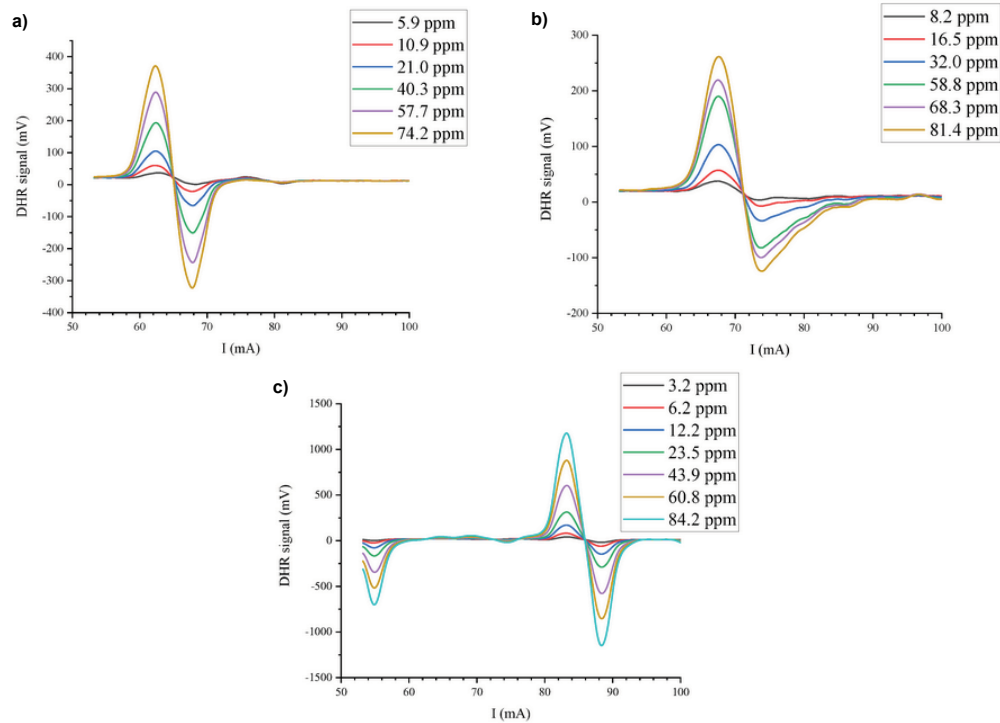 a)
5.9 ppm
10.9 ppm
21.0 ppm
40.3 ppm
57.7 ppm
74.2 ppm
DHR signal (mV)
400
300
200
100
0
-100
-200
-300
-400
50
60
70
80
90
100
I (mA)
b)
8.2 ppm
16.5 ppm
32.0 ppm
58.8 ppm
68.3 ppm
81.4 ppm
DHR signal (mV)
300
200
100
0
-100
-200
50
60
70
80
90
100
I (mA)
c)
3.2 ppm
6.2 ppm
12.2 ppm
23.5 ppm
43.9 ppm
60.8 ppm
84.2 ppm
DHR signal (mV)
1500
1000
500
0
-500
-1000
-1500
50
60
70
80
90
100
I (mA)